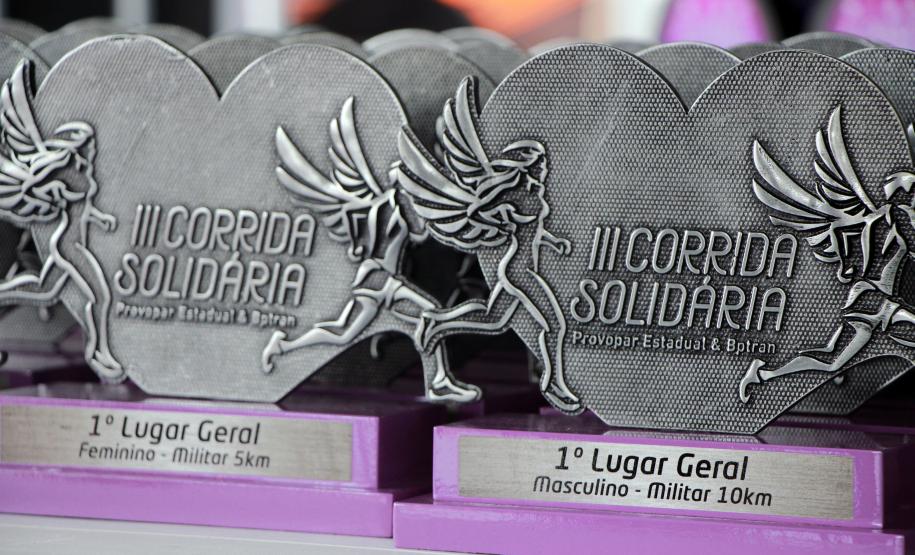 III CORRIDA
SOLIDÁRIA
Provopar Estadual & Bptran
1º Lugar Geral
Feminino - Militar 5km
III CORRIDA
SOLIDÁRIA
Provopar Estadual & Bptran
1º Lugar Geral
Masculino - Militar 10km